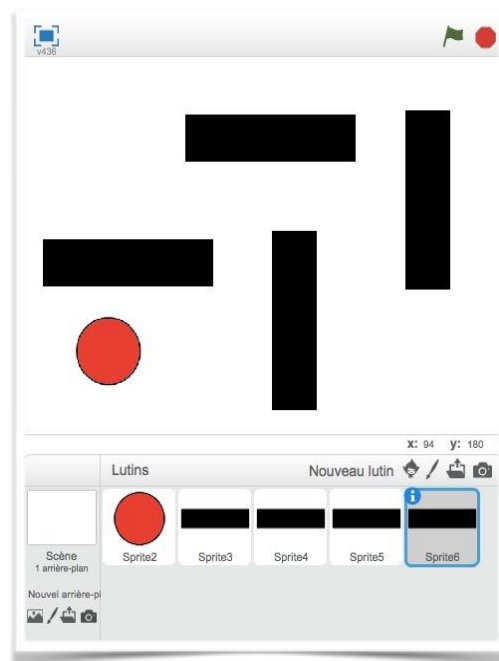 v436
x: 94 y: 180
Lutins Nouveau lutin
Sprite2 Sprite3 Sprite4 Sprite5 Sprite6
Scène
1 arrière-plan
Nouvel arrière-pl